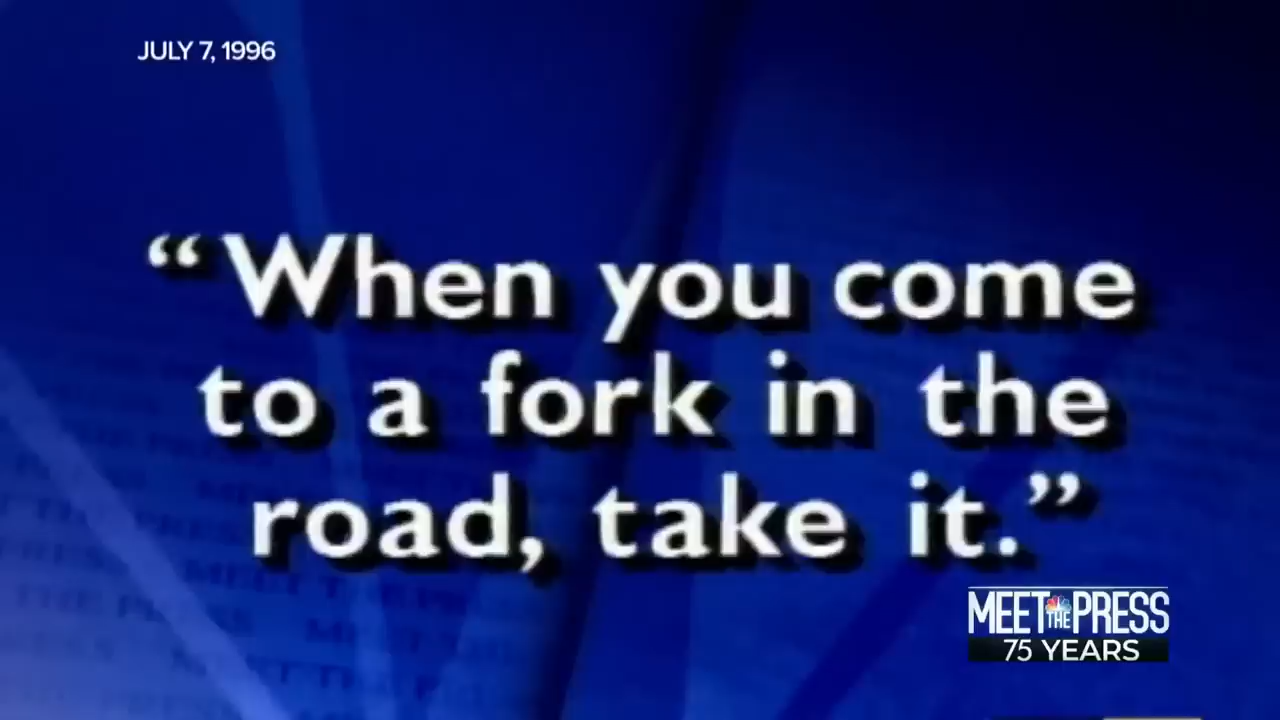 JULY 7, 1996
“When you come
to a fork in the
road, take it.”
MEET THE PRESS
75 YEARS